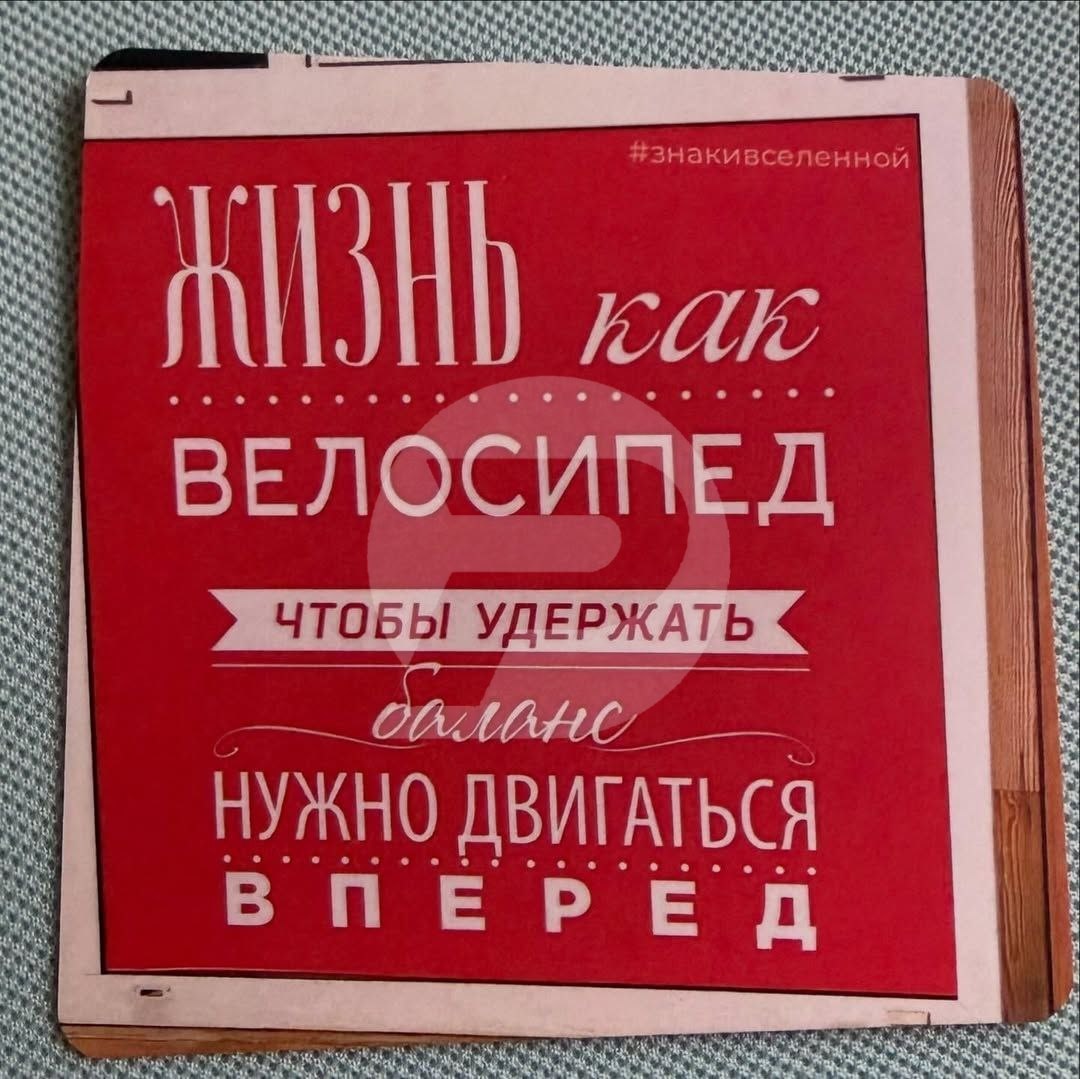 #знакивселенной
ЖИЗНЬ как
ВЕЛОСИПЕД
ЧТОБЫ УДЕРЖАТЬ
баланс
НУЖНО ДВИГАТЬСЯ
ВПЕРЕД